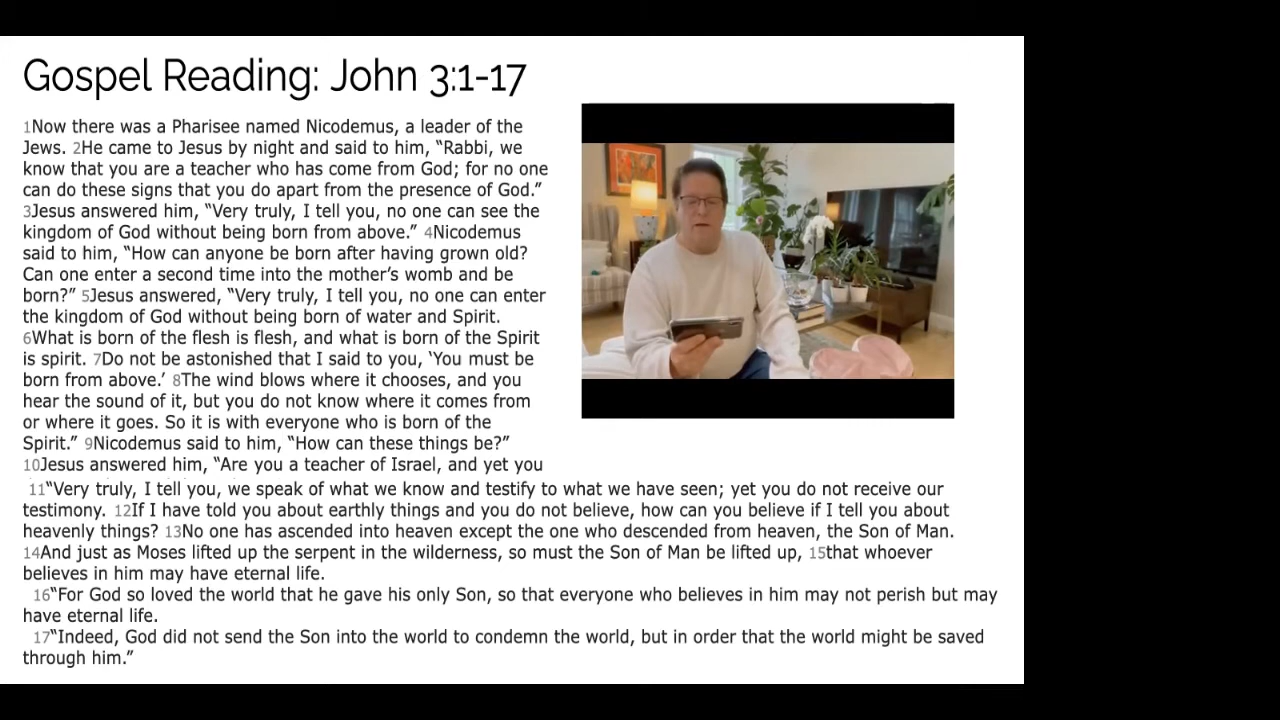 Gospel Reading: John 3:1-17
1Now there was a Pharisee named Nicodemus, a leader of the
Jews. 2He came to Jesus by night and said to him, “Rabbi, we
know that you are a teacher who has come from God; for no one
can do these signs that you do apart from the presence of God.”
3Jesus answered him, “Very truly, I tell you, no one can see the
kingdom of God without being born from above.” 4Nicodemus
said to him, “How can anyone be born after having grown old?
Can one enter a second time into the mother’s womb and be
born?” 5Jesus answered, “Very truly, I tell you, no one can enter
the kingdom of God without being born of water and Spirit.
6What is born of the flesh is flesh, and what is born of the Spirit
is spirit. 7Do not be astonished that I said to you, ‘You must be
born from above.’ 8The wind blows where it chooses, and you
hear the sound of it, but you do not know where it comes from
or where it goes. So it is with everyone who is born of the
Spirit.” 9Nicodemus said to him, “How can these things be?”
10Jesus answered him, “Are you a teacher of Israel, and yet you
11“Very truly, I tell you, we speak of what we know and testify to what we have seen; yet you do not receive our
testimony. 12If I have told you about earthly things and you do not believe, how can you believe if I tell you about
heavenly things? 13No one has ascended into heaven except the one who descended from heaven, the Son of Man.
14And just as Moses lifted up the serpent in the wilderness, so must the Son of Man be lifted up, 15that whoever
believes in him may have eternal life.
16“For God so loved the world that he gave his only Son, so that everyone who believes in him may not perish but may
have eternal life.
17“Indeed, God did not send the Son into the world to condemn the world, but in order that the world might be saved
through him.”